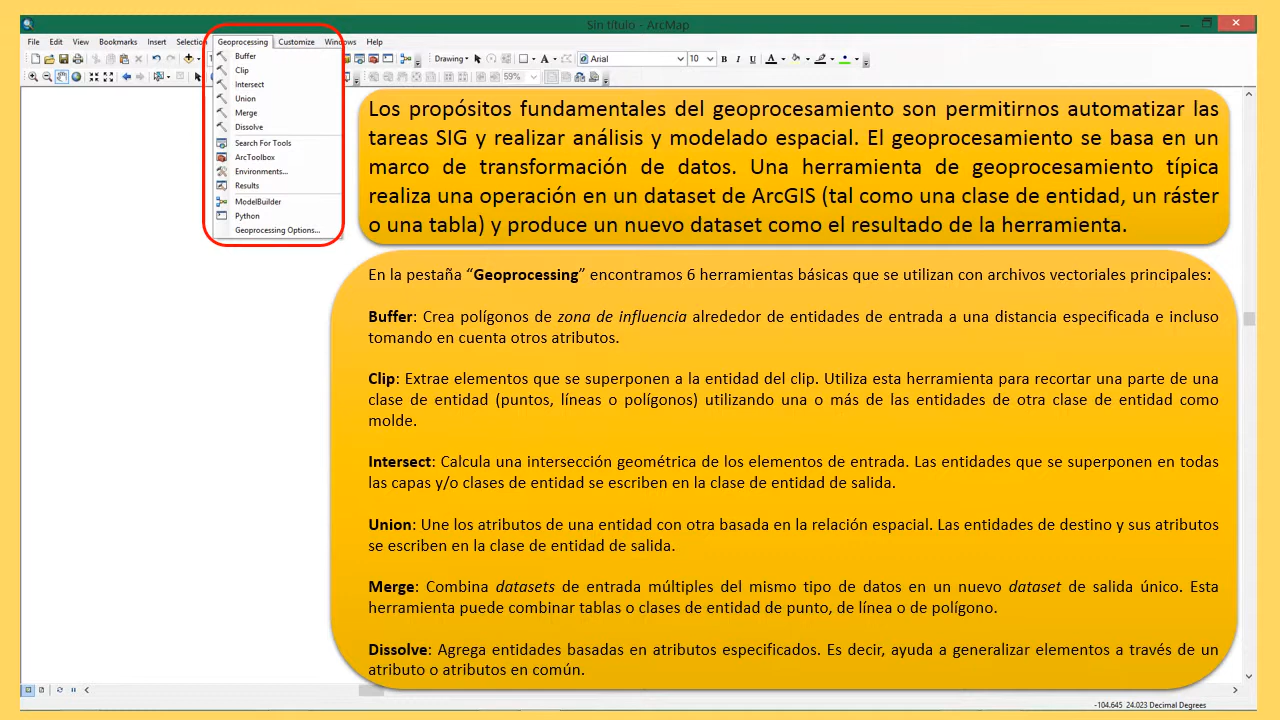 Sin título - ArcMap
File Edit View Bookmarks Insert Selection Geoprocessing Customize Windows Help
Buffer
Clip
Intersect
Union
Merge
Dissolve
Search For Tools
ArcToolbox
Environments...
Results
ModelBuilder
Python
Geoprocessing Options...
Drawing
Arial
10
B I U A
59%
Los propósitos fundamentales del geoprocesamiento son permitirnos automatizar las
tareas SIG y realizar análisis y modelado espacial. El geoprocesamiento se basa en un
marco de transformación de datos. Una herramienta de geoprocesamiento típica
realiza una operación en un dataset de ArcGIS (tal como una clase de entidad, un ráster
o una tabla) y produce un nuevo dataset como el resultado de la herramienta.
En la pestaña “Geoprocessing” encontramos 6 herramientas básicas que se utilizan con archivos vectoriales principales:
Buffer: Crea polígonos de zona de influencia alrededor de entidades de entrada a una distancia especificada e incluso
tomando en cuenta otros atributos.
Clip: Extrae elementos que se superponen a la entidad del clip. Utiliza esta herramienta para recortar una parte de una
clase de entidad (puntos, líneas o polígonos) utilizando una o más de las entidades de otra clase de entidad como
molde.
Intersect: Calcula una intersección geométrica de los elementos de entrada. Las entidades que se superponen en todas
las capas y/o clases de entidad se escriben en la clase de entidad de salida.
Union: Une los atributos de una entidad con otra basada en la relación espacial. Las entidades de destino y sus atributos
se escriben en la clase de entidad de salida.
Merge: Combina datasets de entrada múltiples del mismo tipo de datos en un nuevo dataset de salida único. Esta
herramienta puede combinar tablas o clases de entidad de punto, de línea o de polígono.
Dissolve: Agrega entidades basadas en atributos especificados. Es decir, ayuda a generalizar elementos a través de un
atributo o atributos en común.
-104.645 24.023 Decimal Degrees